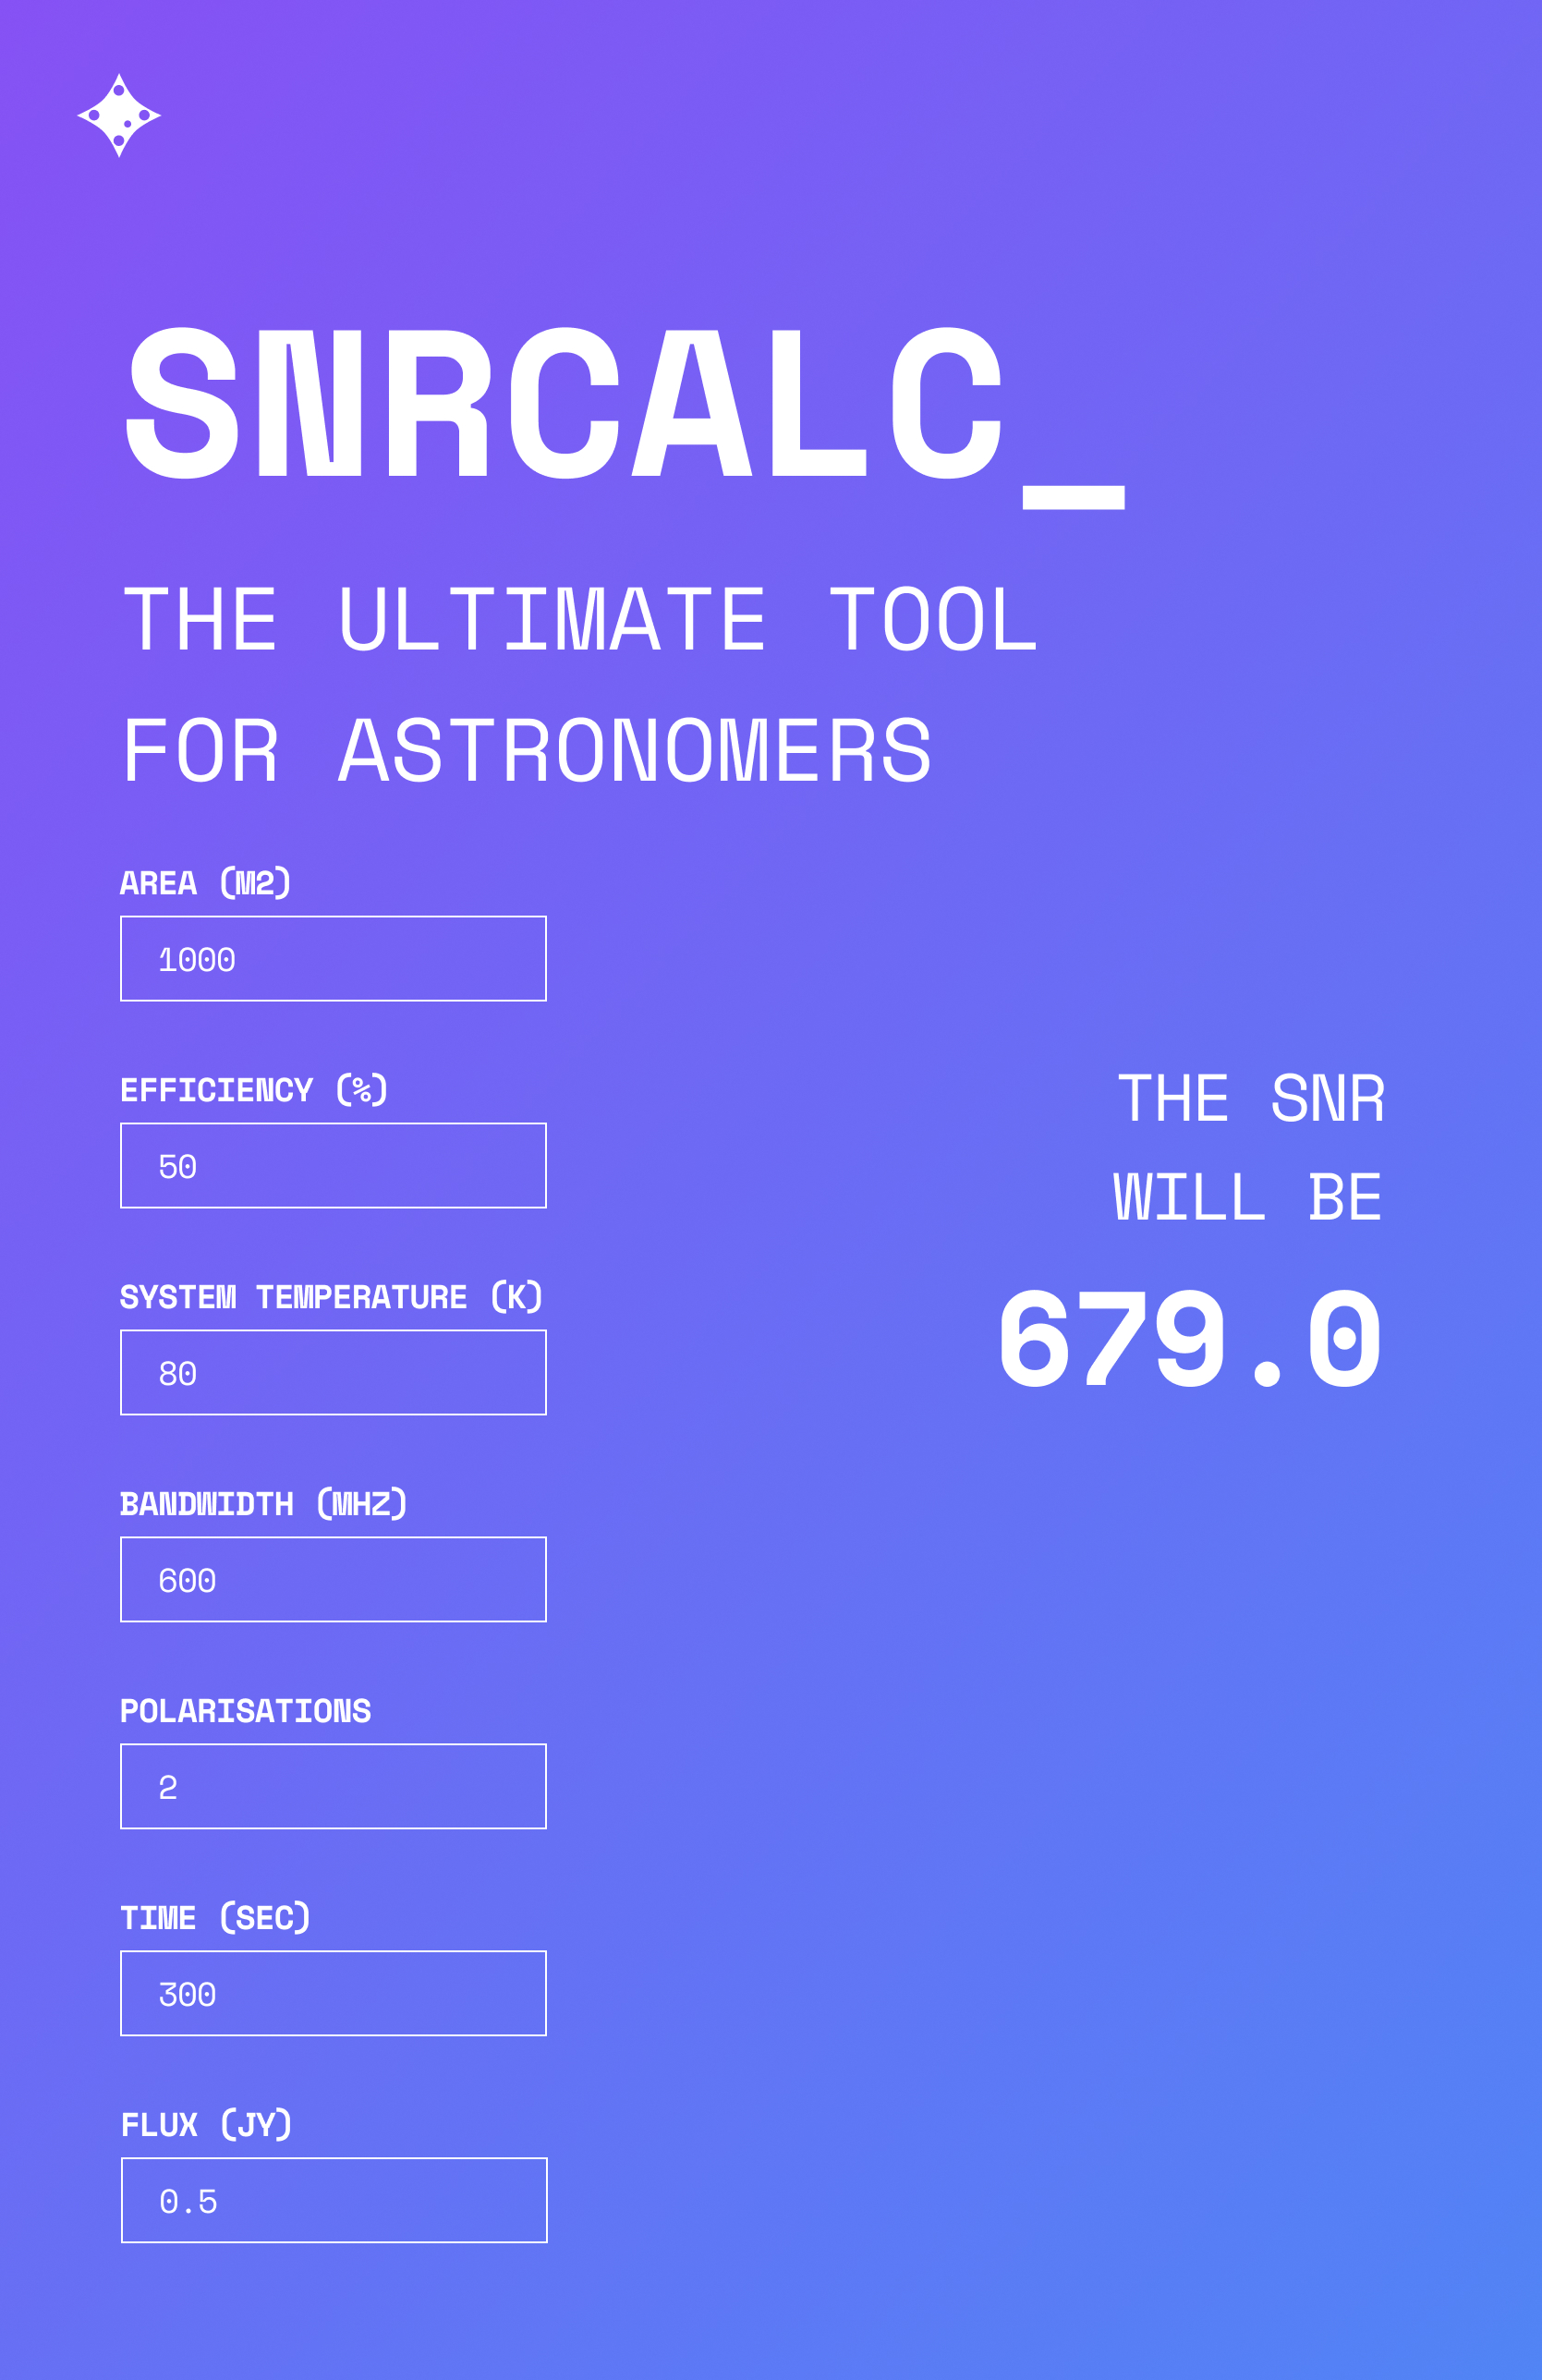 SNRCALC_
THE ULTIMATE TOOL
FOR ASTRONOMERS
AREA (M2)
1000
EFFICIENCY (%)
50
SYSTEM TEMPERATURE (K)
80
BANDWIDTH (MHZ)
600
POLARISATIONS
2
TIME (SEC)
300
FLUX (JY)
0.5
THE SNR
WILL BE
679.0